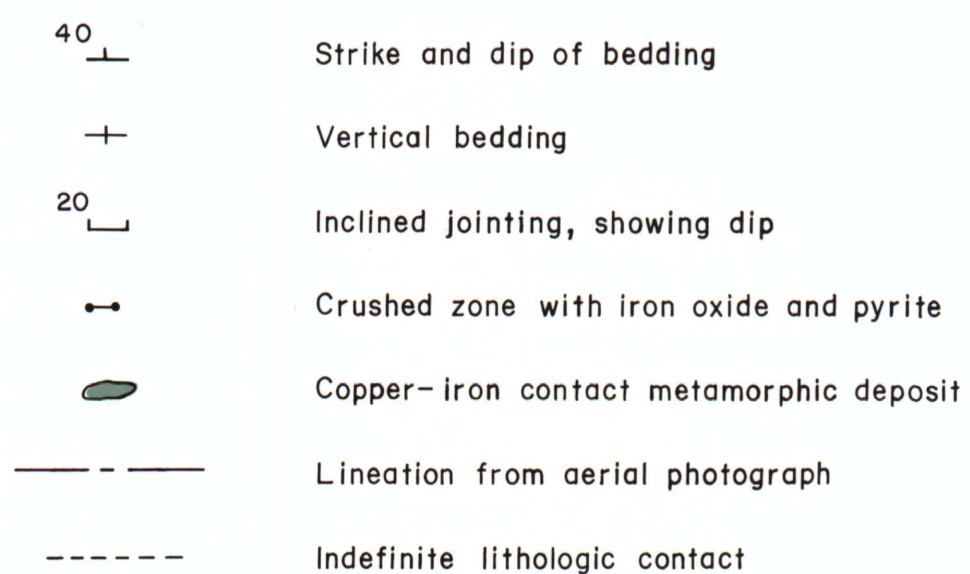 40 Strike and dip of bedding
Vertical bedding
20 Inclined jointing, showing dip
Crushed zone with iron oxide and pyrite
Copper-iron contact metamorphic deposit
Lineation from aerial photograph
Indefinite lithologic contact